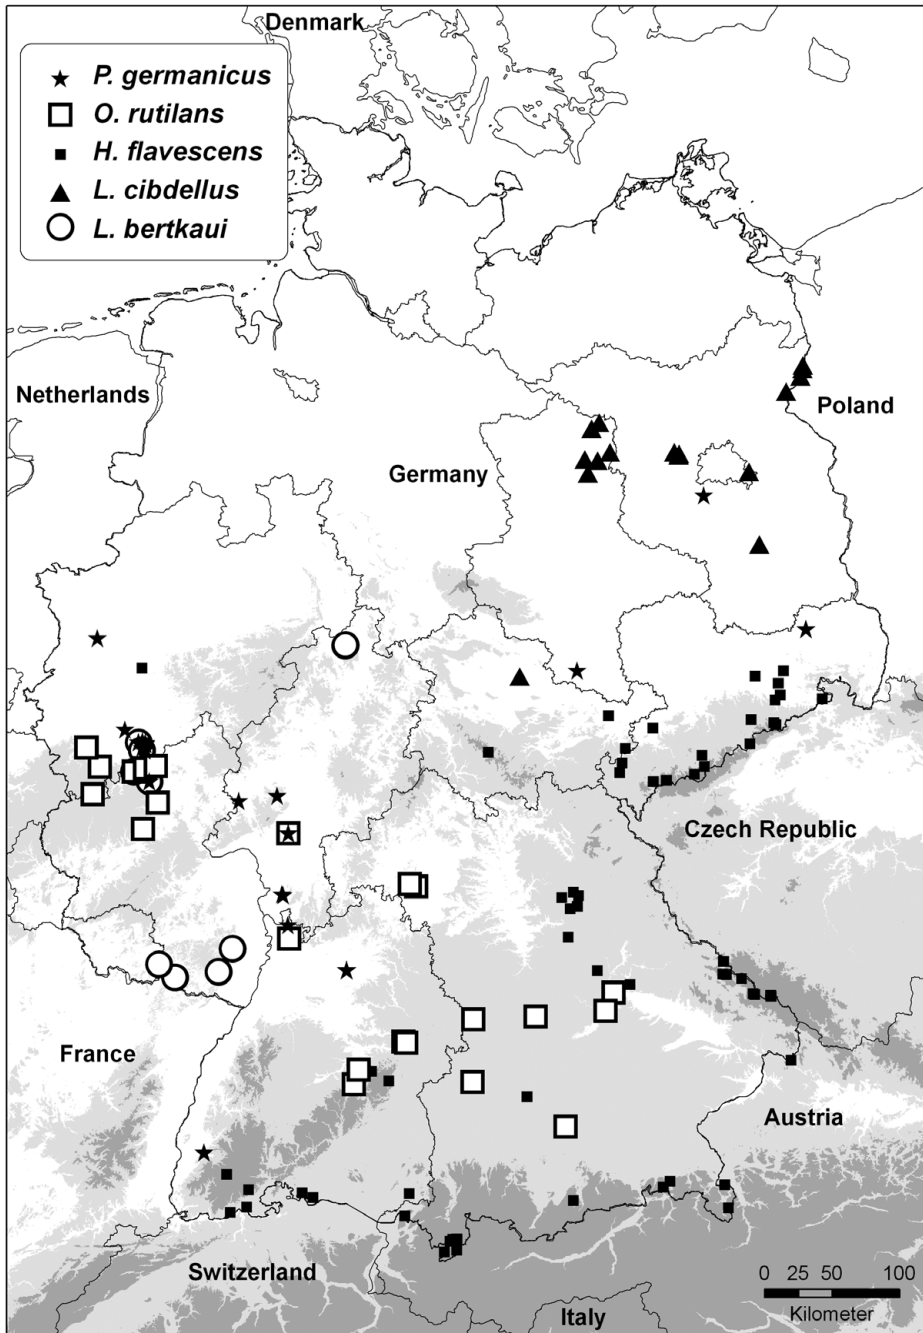 Denmark
P. germanicus
O. rutilans
H. flavescens
L. cibdellus
L. bertkaui
Netherlands
Poland
Germany
Czech Republic
France
Austria
Switzerland
0 25 50 100
Kilometer
Italy